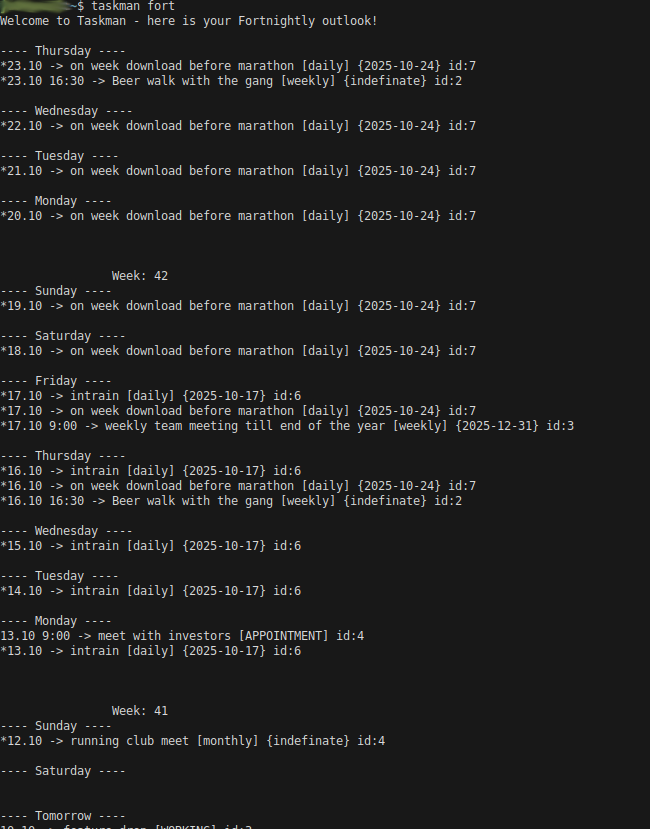 ~$ taskman fort
Welcome to Taskman - here is your Fortnightly outlook!
---- Thursday ----
*23.10 -> on week download before marathon [daily] {2025-10-24} id:7
*23.10 16:30 -> Beer walk with the gang [weekly] {indefinate} id:2
---- Wednesday ----
*22.10 -> on week download before marathon [daily] {2025-10-24} id:7
---- Tuesday ----
*21.10 -> on week download before marathon [daily] {2025-10-24} id:7
---- Monday ----
*20.10 -> on week download before marathon [daily] {2025-10-24} id:7
Week: 42
---- Sunday ----
*19.10 -> on week download before marathon [daily] {2025-10-24} id:7
---- Saturday ----
*18.10 -> on week download before marathon [daily] {2025-10-24} id:7
---- Friday ----
*17.10 -> intrain [daily] {2025-10-17} id:6
*17.10 -> on week download before marathon [daily] {2025-10-24} id:7
*17.10 9:00 -> weekly team meeting till end of the year [weekly] {2025-12-31} id:3
---- Thursday ----
*16.10 -> intrain [daily] {2025-10-17} id:6
*16.10 -> on week download before marathon [daily] {2025-10-24} id:7
*16.10 16:30 -> Beer walk with the gang [weekly] {indefinate} id:2
---- Wednesday ----
*15.10 -> intrain [daily] {2025-10-17} id:6
---- Tuesday ----
*14.10 -> intrain [daily] {2025-10-17} id:6
---- Monday ----
13.10 9:00 -> meet with investors [APPOINTMENT] id:4
*13.10 -> intrain [daily] {2025-10-17} id:6
Week: 41
---- Sunday ----
*12.10 -> running club meet [monthly] {indefinate} id:4
---- Saturday ----
---- Tomorrow ----